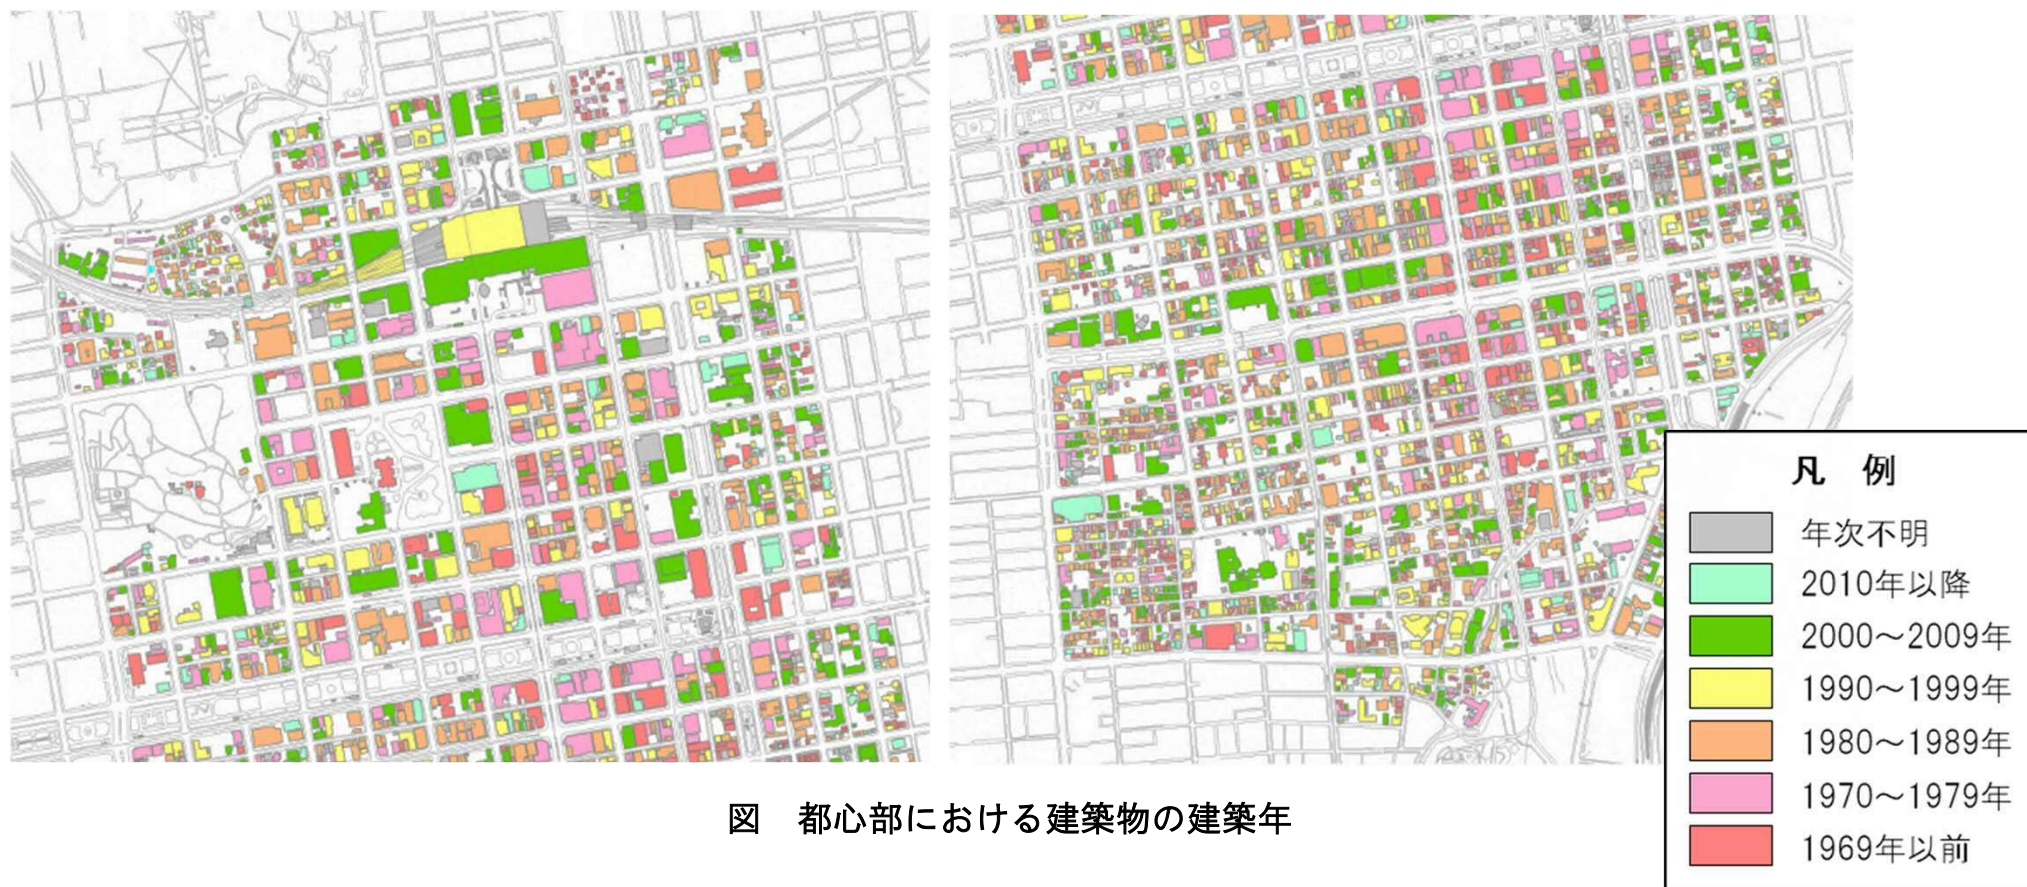 凡 例
年次不明
2010年以降
2000～2009年
1990～1999年
1980～1989年
1970～1979年
1969年以前
図 都心部における建築物の建築年